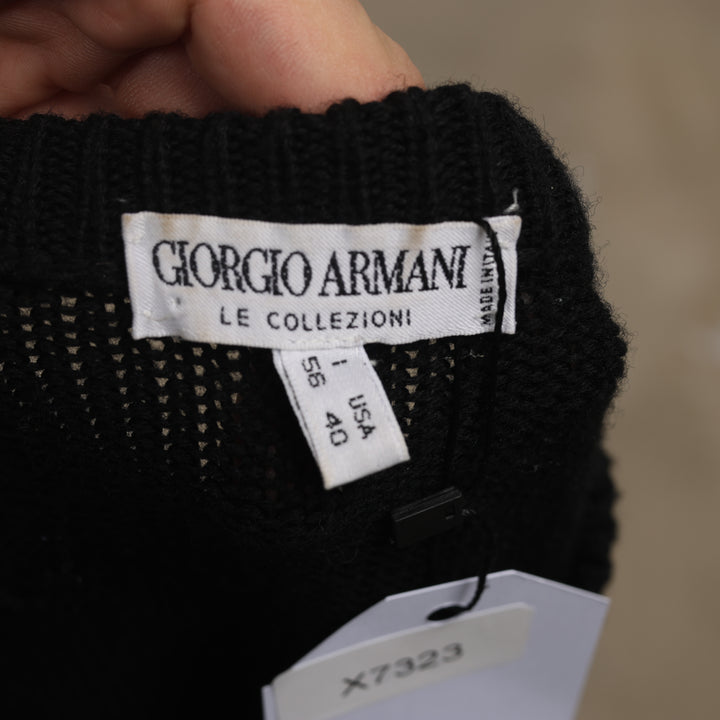 GIORGIO ARMANI
LE COLLEZIONI
MADE IN ITALY
I USA
56 40
X7323